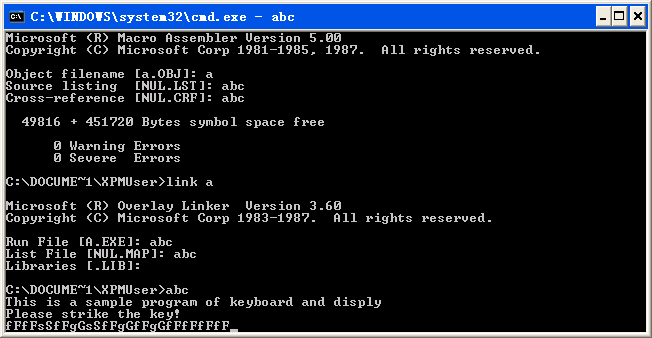 C:\WINDOWS\system32\cmd.exe - abc
Microsoft (R) Macro Assembler Version 5.00
Copyright (C) Microsoft Corp 1981-1985, 1987.  All rights reserved.
Object filename [a.OBJ]: a
Source listing  [NUL.LST]: abc
Cross-reference [NUL.CRF]: abc
49816 + 451720 Bytes symbol space free
0 Warning Errors
0 Severe  Errors
C:\DOCUME~1\XPMUser>link a
Microsoft (R) Overlay Linker  Version 3.60
Copyright (C) Microsoft Corp 1983-1987.  All rights reserved.
Run File [A.EXE]: abc
List File [NUL.MAP]: abc
Libraries [.LIB]:
C:\DOCUME~1\XPMUser>abc
This is a sample program of keyboard and disply
Please strike the key!
fFfFsSfFgGsSfFgGfFgGfFfFfFfF_